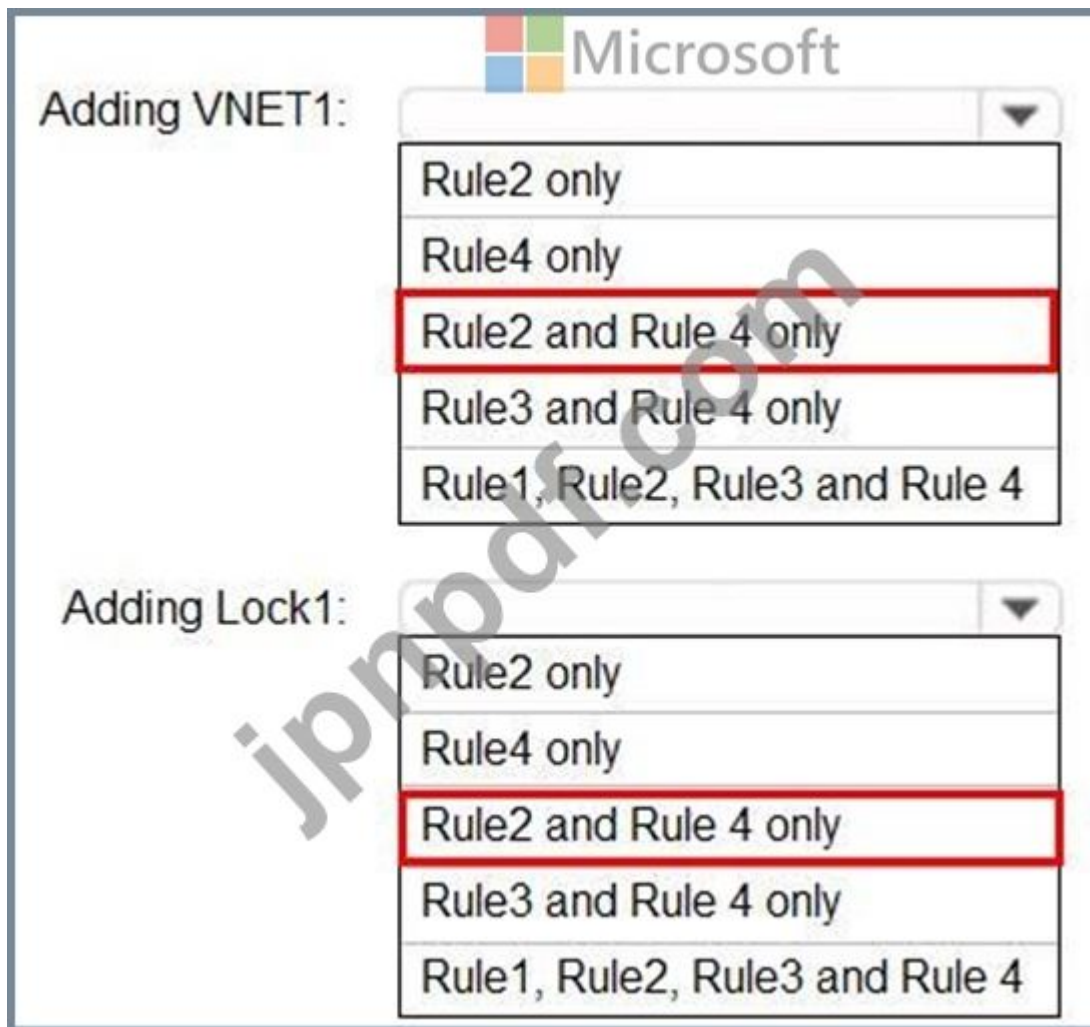 Microsoft
Adding VNET1:
Rule2 only
Rule4 only
Rule2 and Rule 4 only
Rule3 and Rule 4 only
Rule1, Rule2, Rule3 and Rule 4
Adding Lock1:
Rule2 only
Rule4 only
Rule2 and Rule 4 only
Rule3 and Rule 4 only
Rule1, Rule2, Rule3 and Rule 4
jpnpdf.com